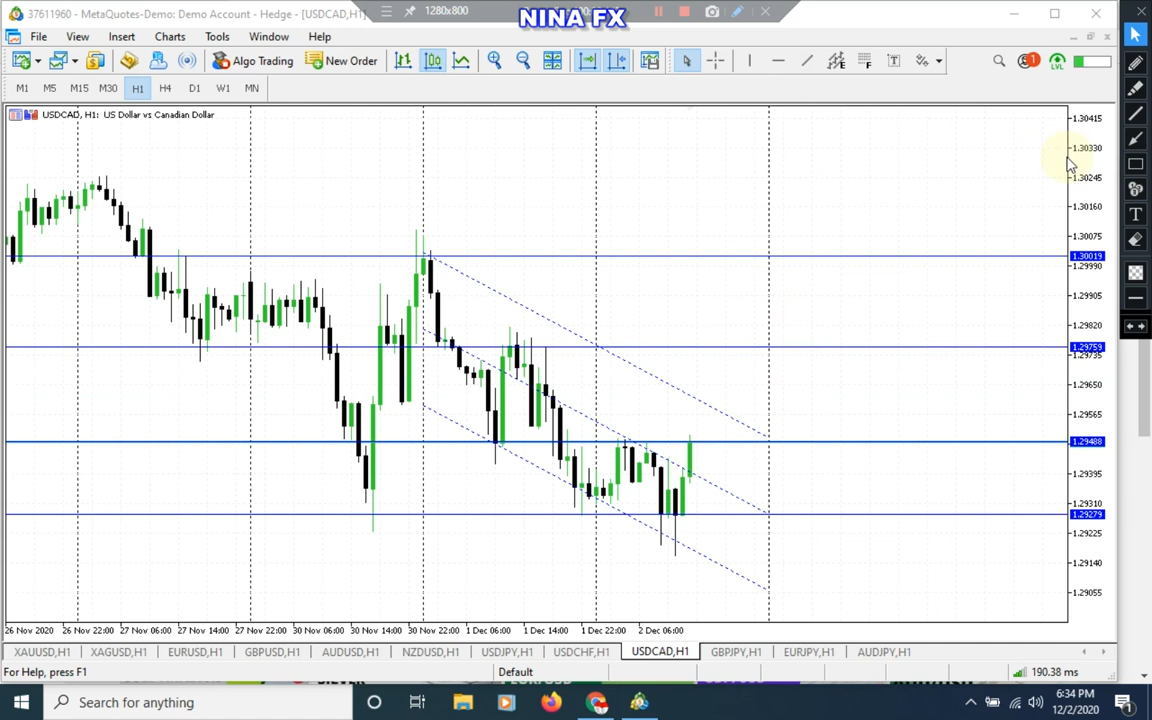 37611960 - MetaQuotes-Demo: Demo Account - Hedge - [USDCAD,H1]
1280x800
NINA FX
File View Insert Charts Tools Window Help
Algo Trading New Order
1
LVL
M1 M5 M15 M30 H1 H4 D1 W1 MN
USDCAD, H1: US Dollar vs Canadian Dollar
1.30415
1.30330
1.30245
1.30160
1.30075
1.30019
1.29990
1.29905
1.29820
1.29759
1.29735
1.29650
1.29565
1.29488
1.29395
1.29310
1.29279
1.29225
1.29140
1.29055
26 Nov 2020 26 Nov 22:00 27 Nov 06:00 27 Nov 14:00 27 Nov 22:00 30 Nov 06:00 30 Nov 14:00 30 Nov 22:00 1 Dec 06:00 1 Dec 14:00 1 Dec 22:00 2 Dec 06:00
XAUUSD,H1 XAGUSD,H1 EURUSD,H1 GBPUSD,H1 AUDUSD,H1 NZDUSD,H1 USDJPY,H1 USDCHF,H1 USDCAD,H1 GBPJPY,H1 EURJPY,H1 AUDJPY,H1
For Help, press F1 Default 190.38 ms
Search for anything
6:34 PM
12/2/2020
1